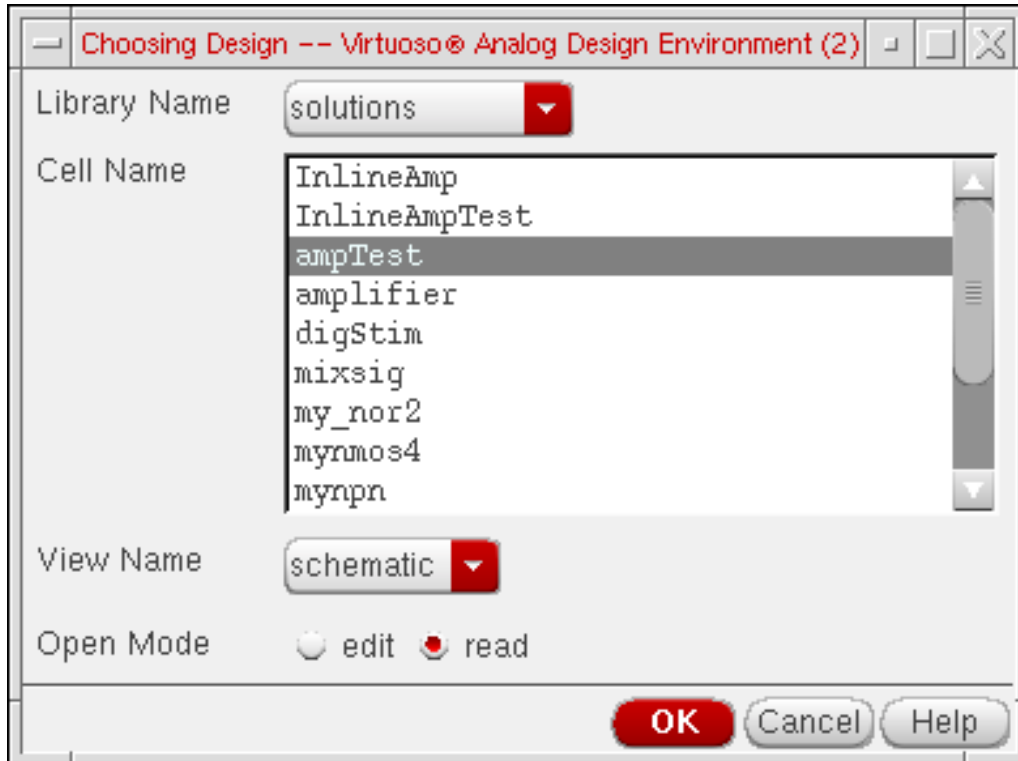 Choosing Design -- Virtuoso® Analog Design Environment (2)
Library Name solutions
Cell Name
InlineAmp
InlineAmpTest
ampTest
amplifier
digStim
mixsig
my_nor2
mynmos4
mynpn
View Name schematic
Open Mode edit read
OK Cancel Help